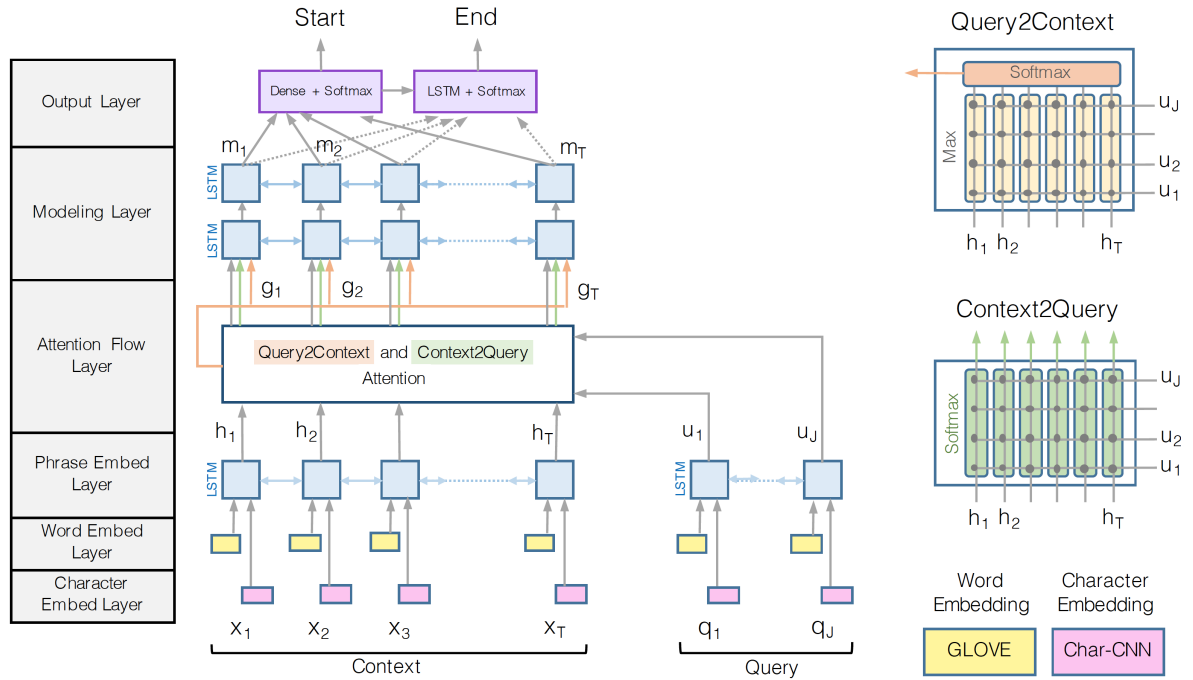 Start
End
Query2Context
Output Layer
Dense + Softmax
LSTM + Softmax
Softmax
Max
u_J
u_2
u_1
h_1
h_2
h_T
m_1
m_2
m_T
Modeling Layer
LSTM
LSTM
g_1
g_2
g_T
Attention Flow
Layer
Query2Context and Context2Query
Attention
Context2Query
Softmax
u_J
u_2
u_1
h_1
h_2
h_T
h_1
h_2
h_T
u_1
u_J
Phrase Embed
Layer
LSTM
LSTM
Word Embed
Layer
Character
Embed Layer
x_1
x_2
x_3
x_T
q_1
q_J
Context
Query
Word
Embedding
Character
Embedding
GLOVE
Char-CNN